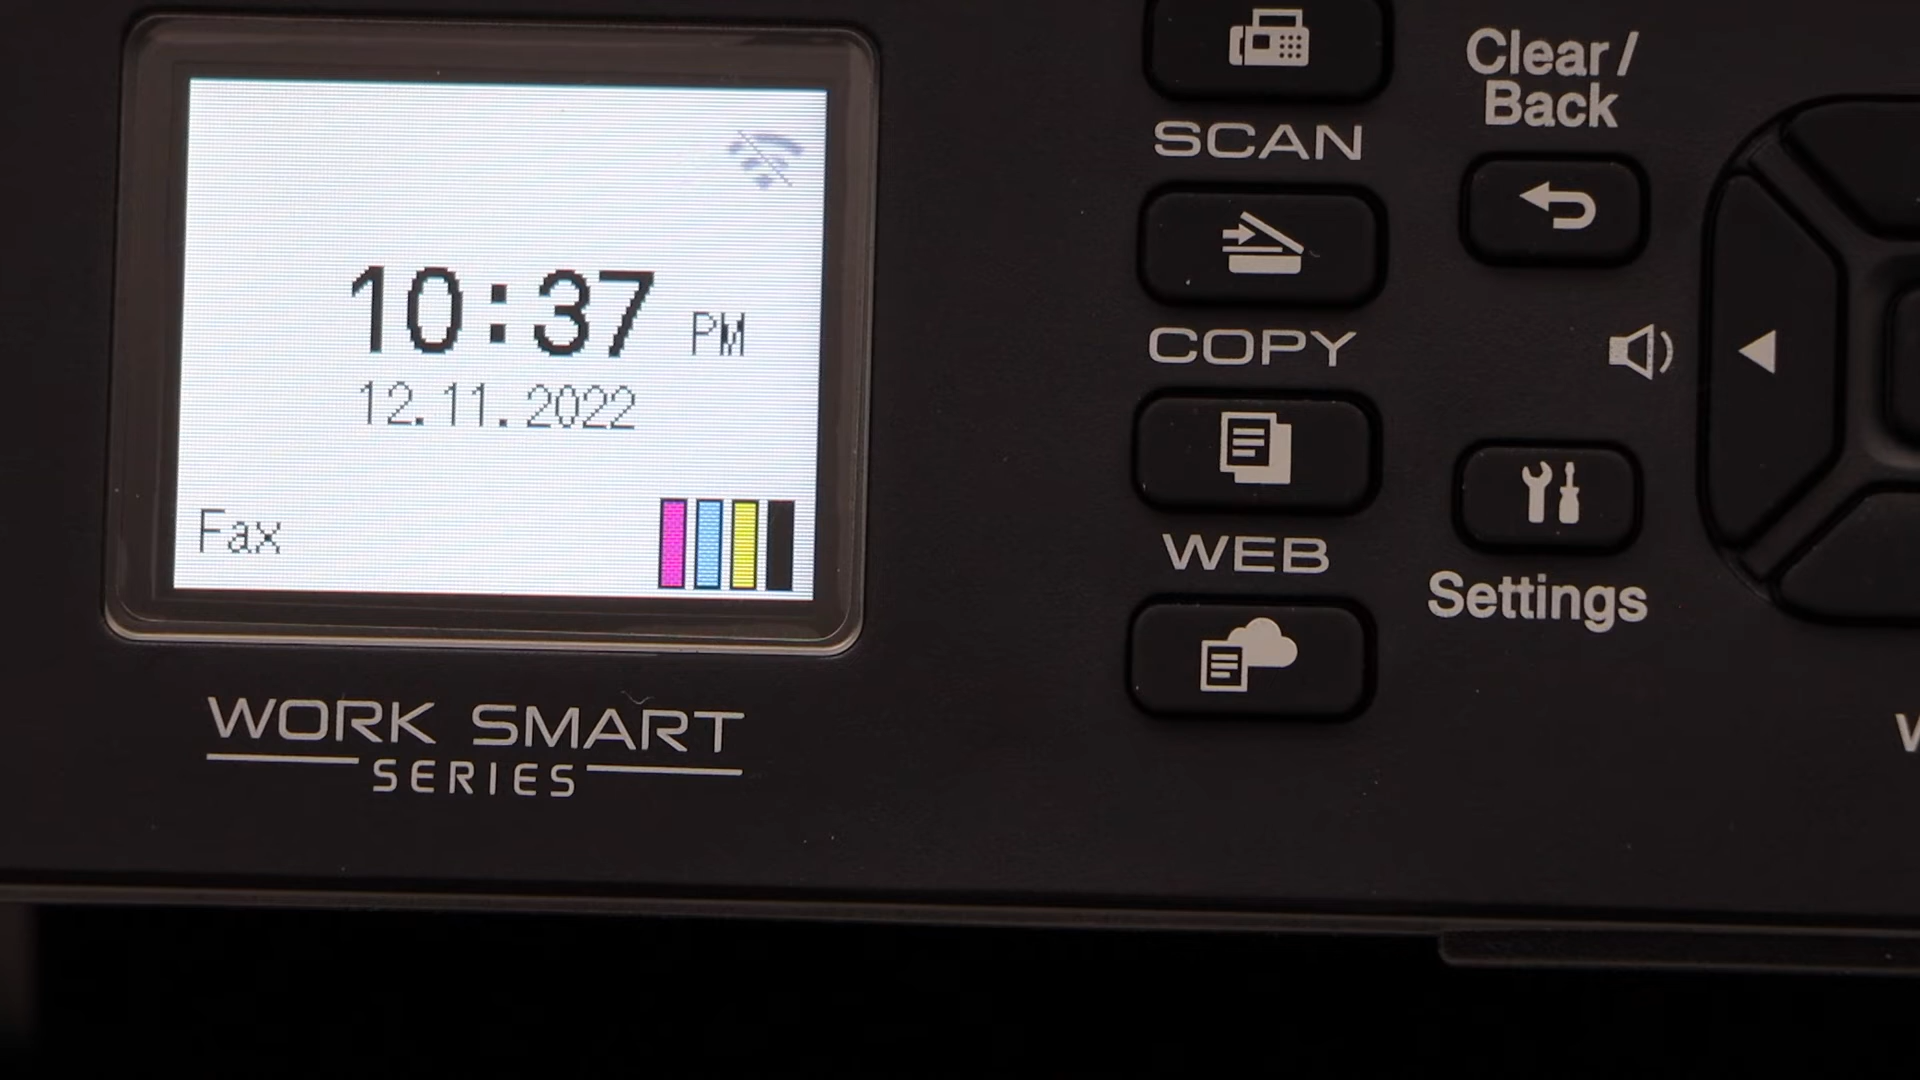 10:37 PM
12.11.2022
Fax
WORK SMART
SERIES
SCAN
COPY
WEB
Clear/
Back
Settings